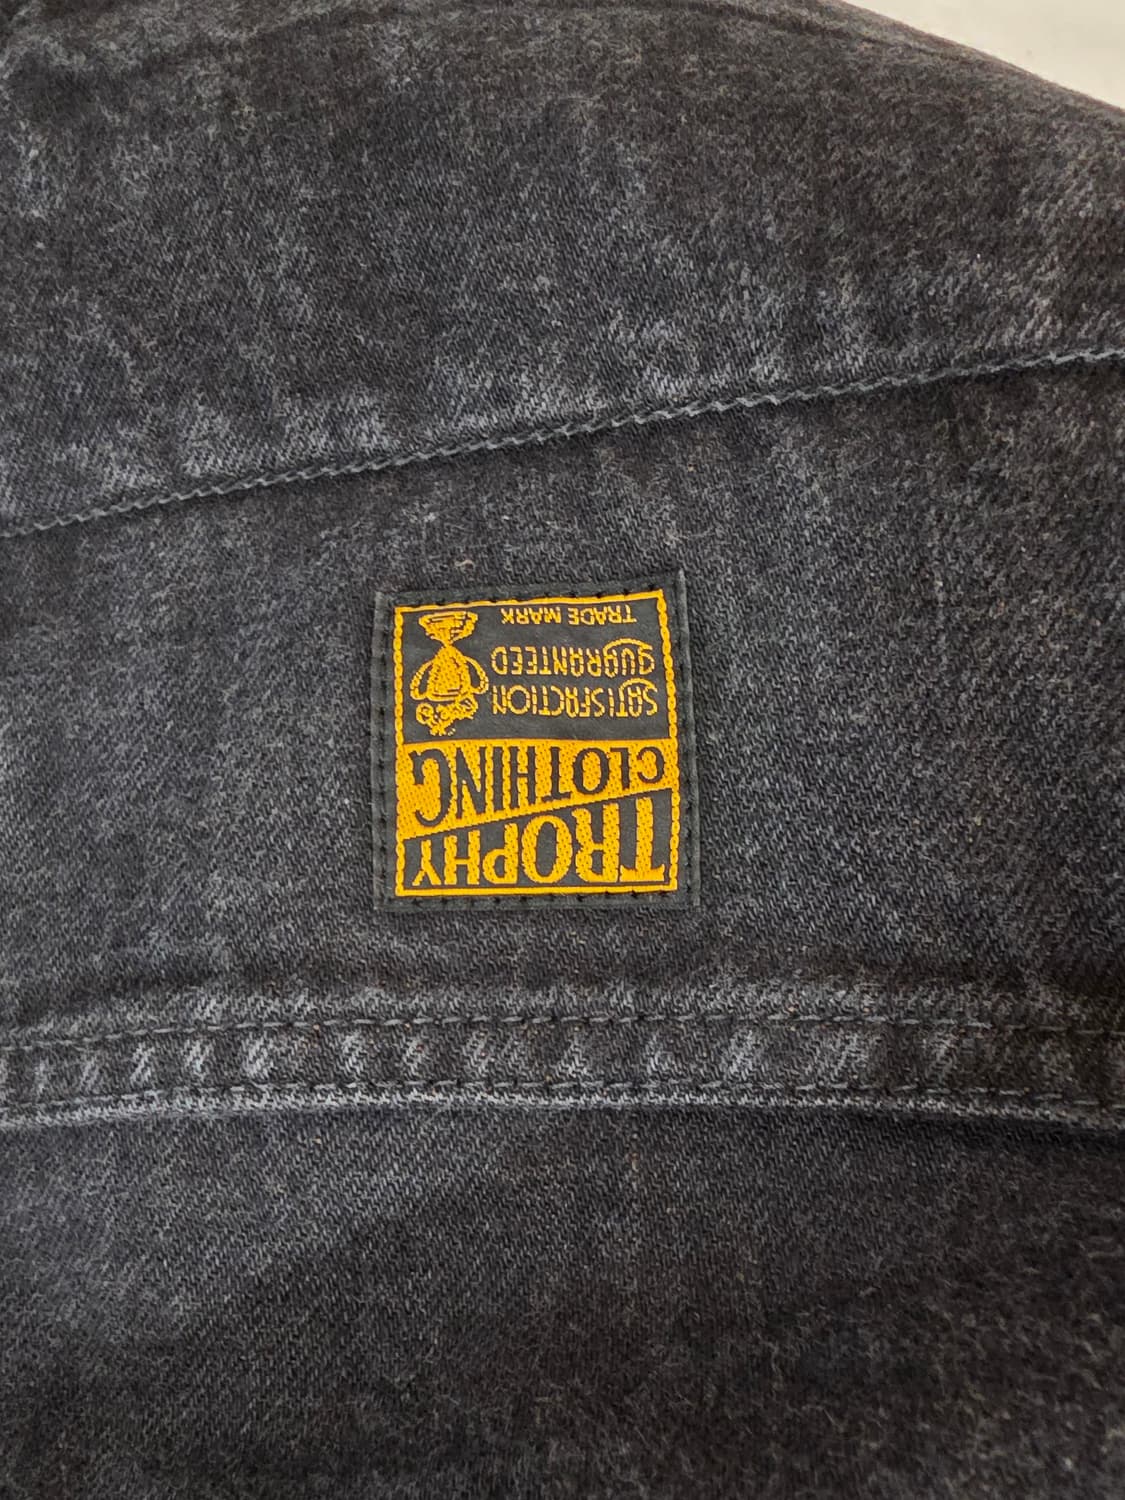 TROPHY
CLOTHING
SATISFACTION
GUARANTEED
TRADE MARK